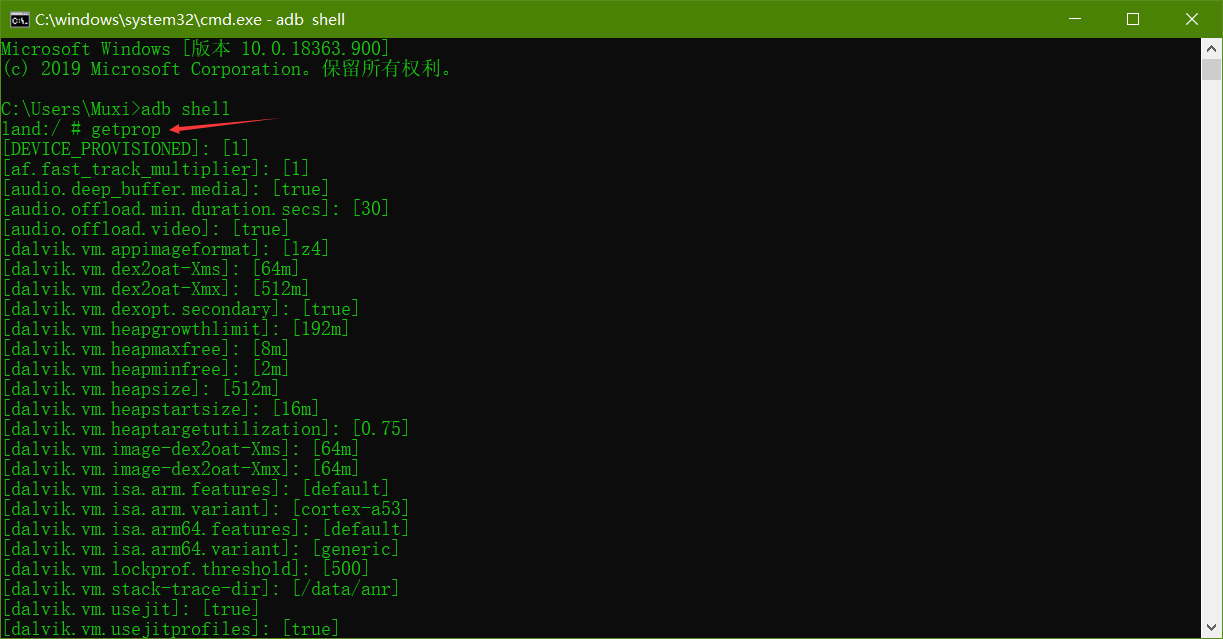 C:\windows\system32\cmd.exe - adb  shell
Microsoft Windows [版本 10.0.18363.900]
(c) 2019 Microsoft Corporation。保留所有权利。
C:\Users\Muxi>adb shell
land:/ # getprop
[DEVICE_PROVISIONED]: [1]
[af.fast_track_multiplier]: [1]
[audio.deep_buffer.media]: [true]
[audio.offload.min.duration.secs]: [30]
[audio.offload.video]: [true]
[dalvik.vm.appimageformat]: [lz4]
[dalvik.vm.dex2oat-Xms]: [64m]
[dalvik.vm.dex2oat-Xmx]: [512m]
[dalvik.vm.dexopt.secondary]: [true]
[dalvik.vm.heapgrowthlimit]: [192m]
[dalvik.vm.heapmaxfree]: [8m]
[dalvik.vm.heapminfree]: [2m]
[dalvik.vm.heapsize]: [512m]
[dalvik.vm.heapstartsize]: [16m]
[dalvik.vm.heaptargetutilization]: [0.75]
[dalvik.vm.image-dex2oat-Xms]: [64m]
[dalvik.vm.image-dex2oat-Xmx]: [64m]
[dalvik.vm.isa.arm.features]: [default]
[dalvik.vm.isa.arm.variant]: [cortex-a53]
[dalvik.vm.isa.arm64.features]: [default]
[dalvik.vm.isa.arm64.variant]: [generic]
[dalvik.vm.lockprof.threshold]: [500]
[dalvik.vm.stack-trace-dir]: [/data/anr]
[dalvik.vm.usejit]: [true]
[dalvik.vm.usejitprofiles]: [true]